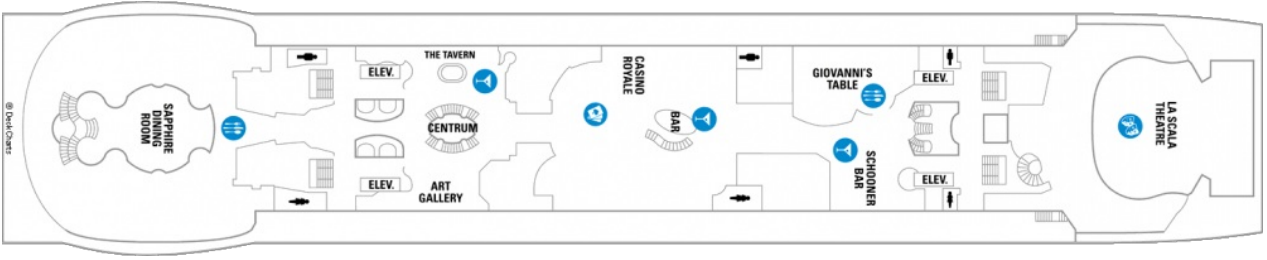 ® Deck Charts
SAPPHIRE
DINING
ROOM
ELEV.
ELEV.
THE TAVERN
CENTRUM
ART
GALLERY
CASINO
ROYALE
BAR
GIOVANNI'S
TABLE
SCHOONER
BAR
ELEV.
ELEV.
LA SCALA
THEATRE